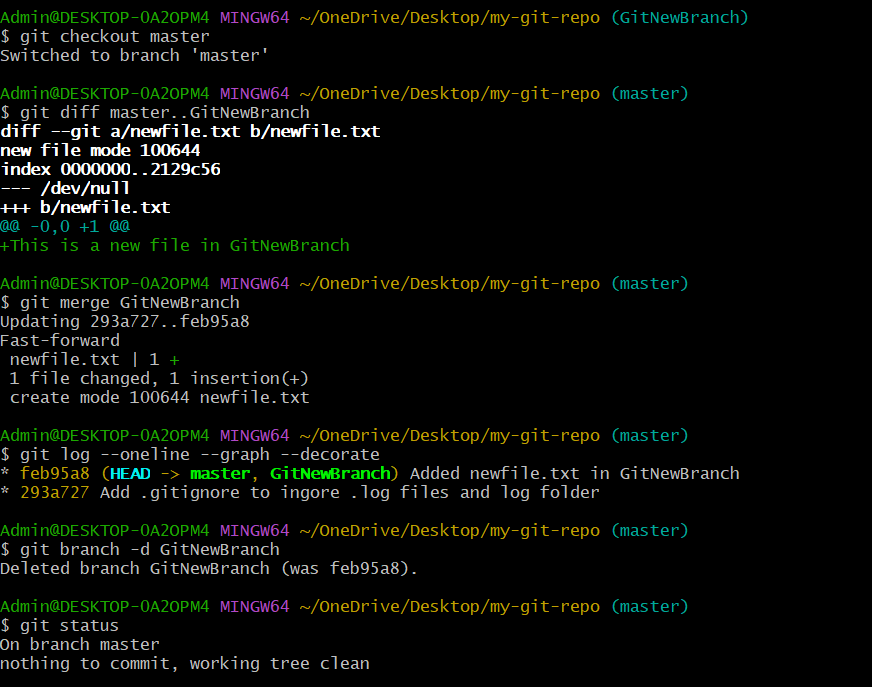 Admin@DESKTOP-0A2OPM4 MINGW64 ~/OneDrive/Desktop/my-git-repo (GitNewBranch)
$ git checkout master
Switched to branch 'master'
Admin@DESKTOP-0A2OPM4 MINGW64 ~/OneDrive/Desktop/my-git-repo (master)
$ git diff master..GitNewBranch
diff --git a/newfile.txt b/newfile.txt
new file mode 100644
index 0000000..2129c56
--- /dev/null
+++ b/newfile.txt
@@ -0,0 +1 @@
+This is a new file in GitNewBranch
Admin@DESKTOP-0A2OPM4 MINGW64 ~/OneDrive/Desktop/my-git-repo (master)
$ git merge GitNewBranch
Updating 293a727..feb95a8
Fast-forward
 newfile.txt | 1 +
 1 file changed, 1 insertion(+)
 create mode 100644 newfile.txt
Admin@DESKTOP-0A2OPM4 MINGW64 ~/OneDrive/Desktop/my-git-repo (master)
$ git log --oneline --graph --decorate
* feb95a8 (HEAD -> master, GitNewBranch) Added newfile.txt in GitNewBranch
* 293a727 Add .gitignore to ingore .log files and log folder
Admin@DESKTOP-0A2OPM4 MINGW64 ~/OneDrive/Desktop/my-git-repo (master)
$ git branch -d GitNewBranch
Deleted branch GitNewBranch (was feb95a8).
Admin@DESKTOP-0A2OPM4 MINGW64 ~/OneDrive/Desktop/my-git-repo (master)
$ git status
On branch master
nothing to commit, working tree clean